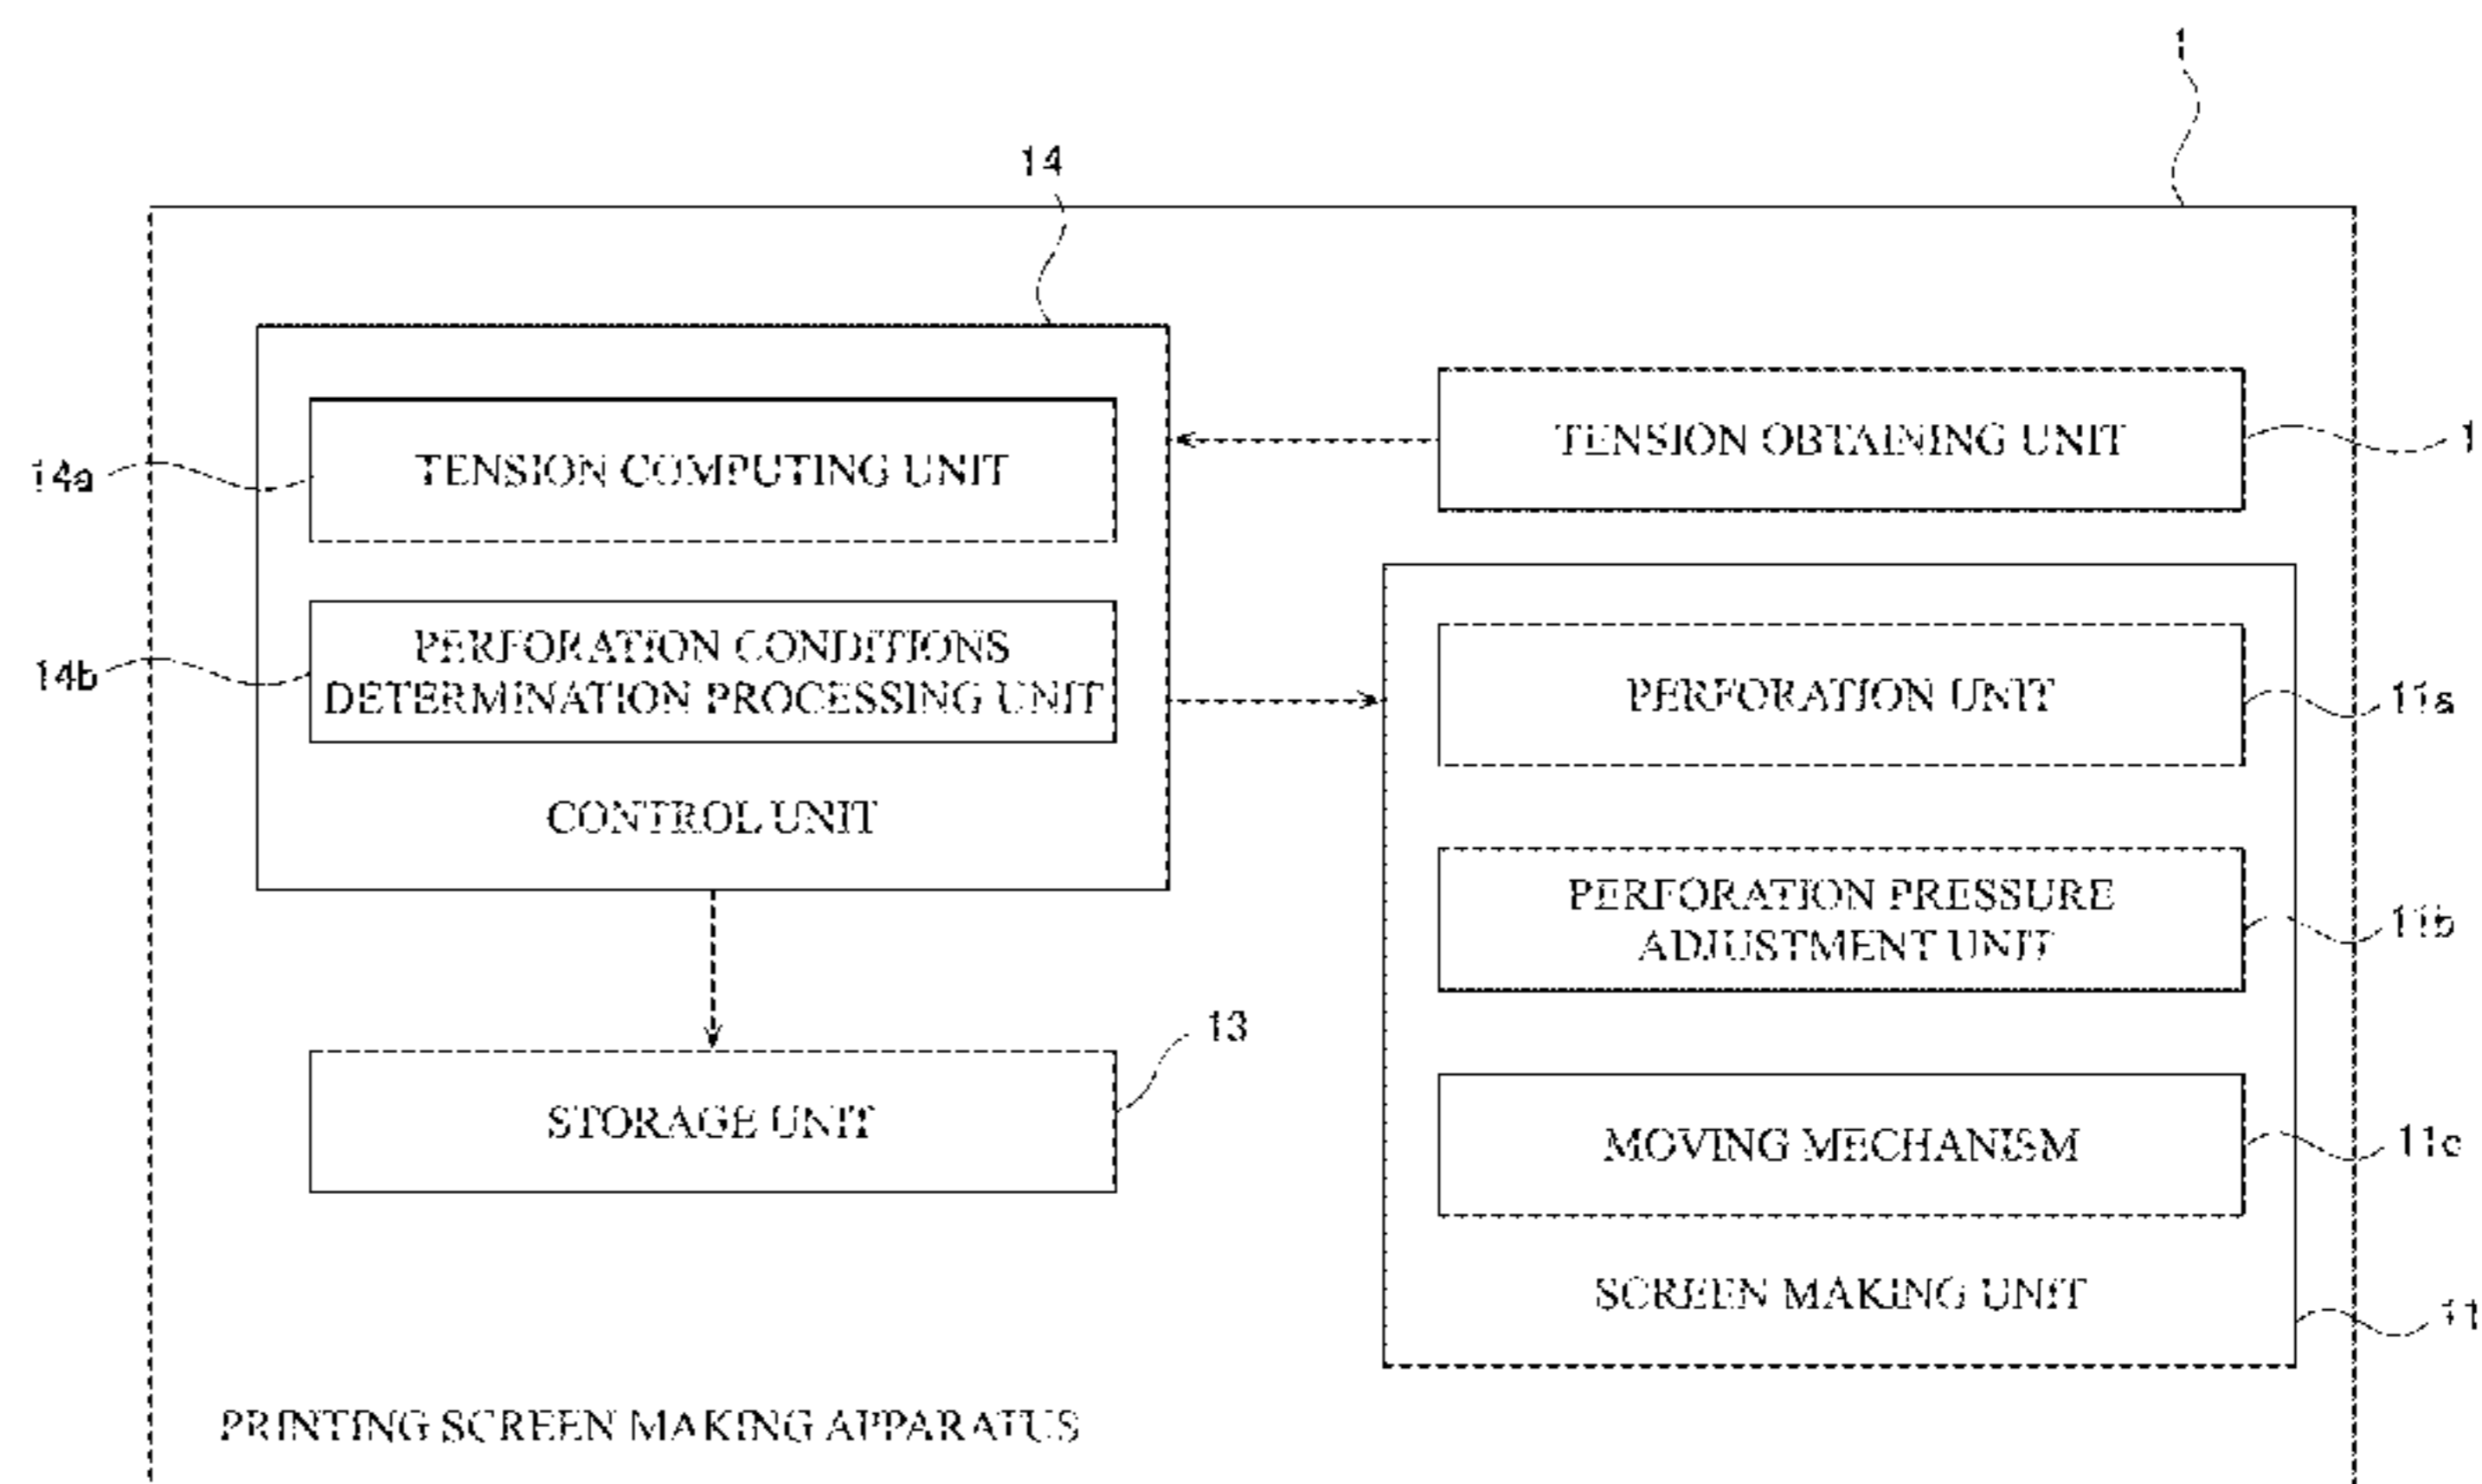 1
14
14a
TENSION COMPUTING UNIT
TENSION OBTAINING UNIT
1
14b
PERFORATION CONDITIONS
DETERMINATION PROCESSING UNIT
CONTROL UNIT
PERFORATION UNIT
11a
PERFORATION PRESSURE
ADJUSTMENT UNIT
11b
13
STORAGE UNIT
MOVING MECHANISM
11c
SCREEN MAKING UNIT
11
PRINTING SCREEN MAKING APPARATUS